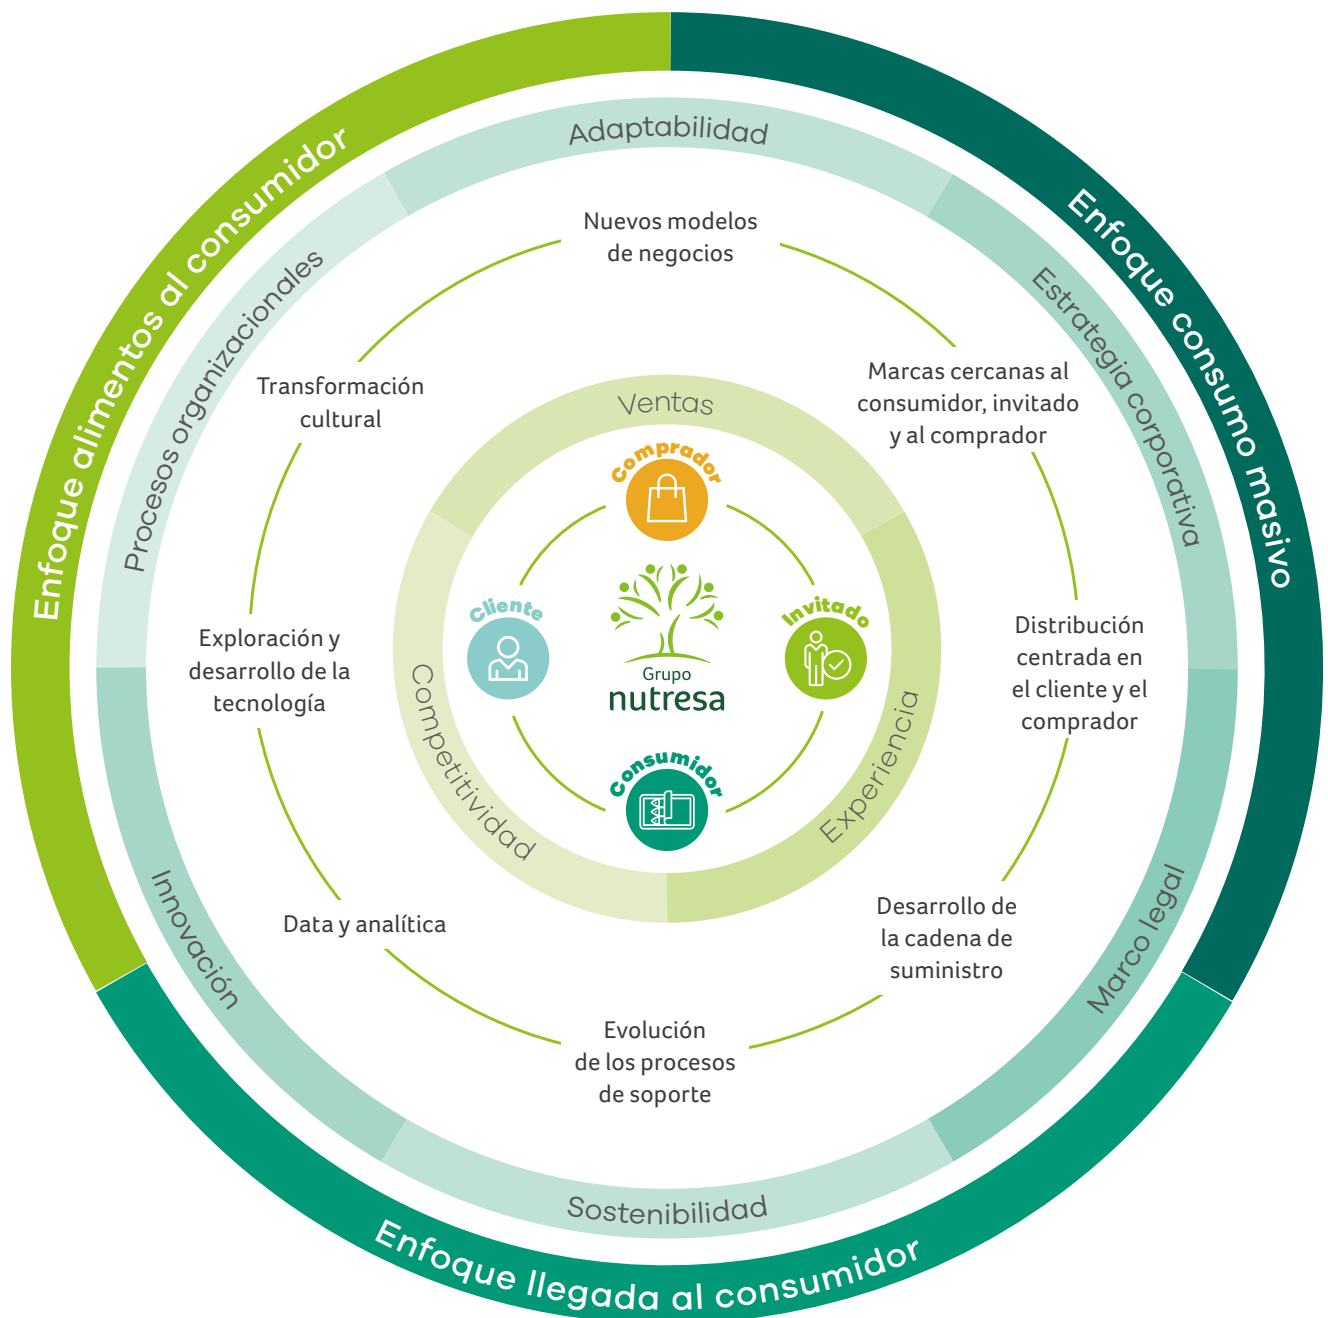 Enfoque alimentos al consumidor
Enfoque consumo masivo
Enfoque llegada al consumidor
Adaptabilidad
Estrategia corporativa
Marco legal
Sostenibilidad
Innovación
Procesos organizacionales
Nuevos modelos
de negocios
Marcas cercanas al
consumidor, invitado
y al comprador
Distribución
centrada en
el cliente y el
comprador
Desarrollo de
la cadena de
suministro
Evolución
de los procesos
de soporte
Data y analítica
Exploración y
desarrollo de la
tecnología
Transformación
cultural
Ventas
Experiencia
Competitividad
Comprador
Invitado
Consumidor
Cliente
Grupo
nutresa